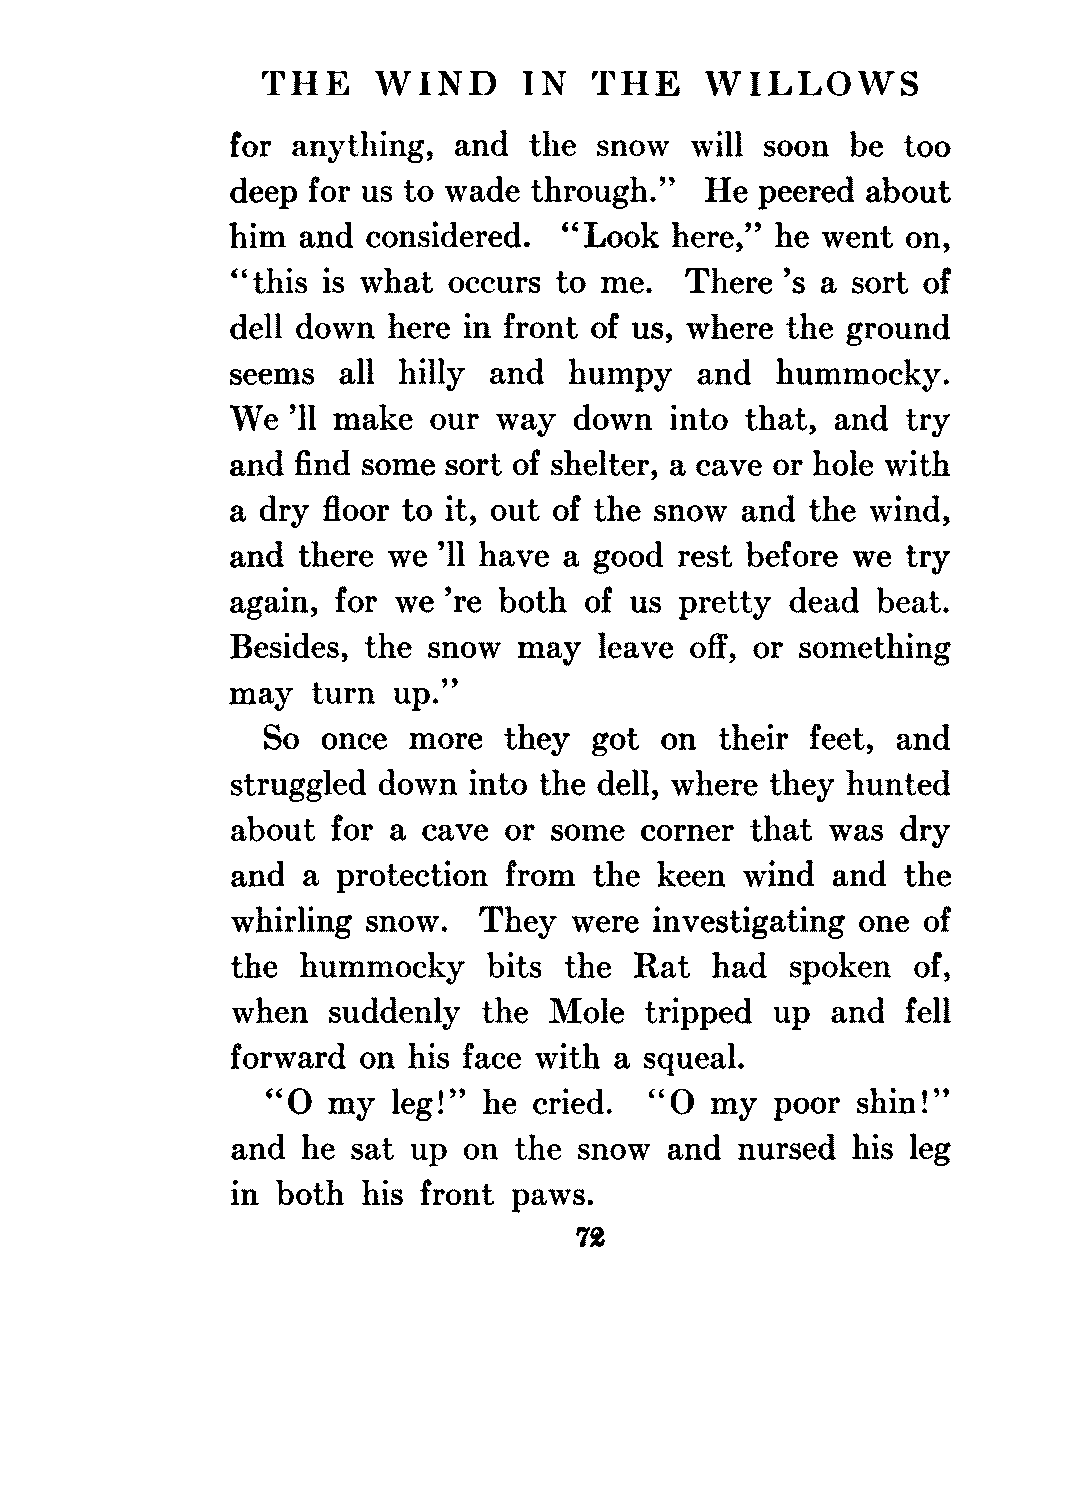 THE WIND IN THE WILLOWS
for anything, and the snow will soon be too
deep for us to wade through.” He peered about
him and considered. “Look here,” he went on,
“this is what occurs to me. There ’s a sort of
dell down here in front of us, where the ground
seems all hilly and humpy and hummocky.
We ’ll make our way down into that, and try
and find some sort of shelter, a cave or hole with
a dry floor to it, out of the snow and the wind,
and there we ’ll have a good rest before we try
again, for we ’re both of us pretty dead beat.
Besides, the snow may leave off, or something
may turn up.”
So once more they got on their feet, and
struggled down into the dell, where they hunted
about for a cave or some corner that was dry
and a protection from the keen wind and the
whirling snow. They were investigating one of
the hummocky bits the Rat had spoken of,
when suddenly the Mole tripped up and fell
forward on his face with a squeal.
“O my leg!” he cried. “O my poor shin!”
and he sat up on the snow and nursed his leg
in both his front paws.
72